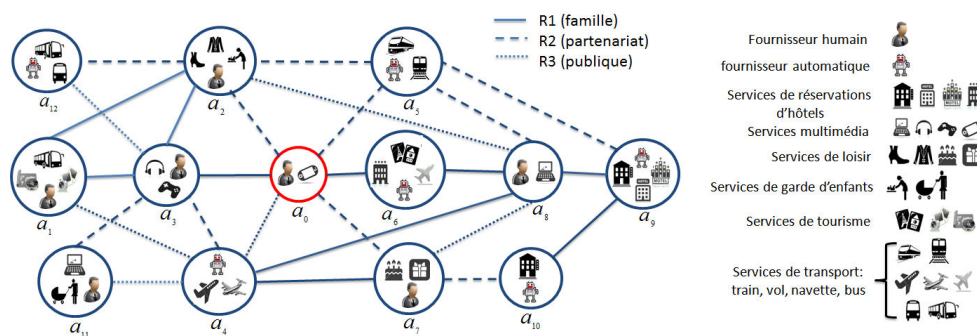 R1 (famille)
R2 (partenariat)
R3 (publique)
a12
a2
a5
a1
a3
a0
a6
a8
a9
a11
a4
a7
a10
Fournisseur humain
fournisseur automatique
Services de réservations
d'hôtels
Services multimédia
Services de loisir
Services de garde d'enfants
Services de tourisme
Services de transport:
train, vol, navette, bus